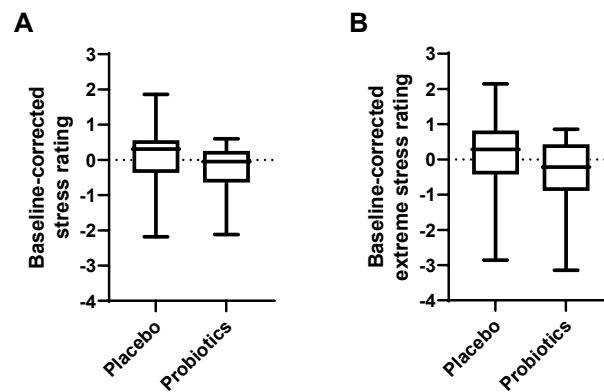 A
Baseline-corrected
stress rating
3
2
1
0
-1
-2
-3
-4
Placebo
Probiotics
B
Baseline-corrected
extreme stress rating
3
2
1
0
-1
-2
-3
-4
Placebo
Probiotics